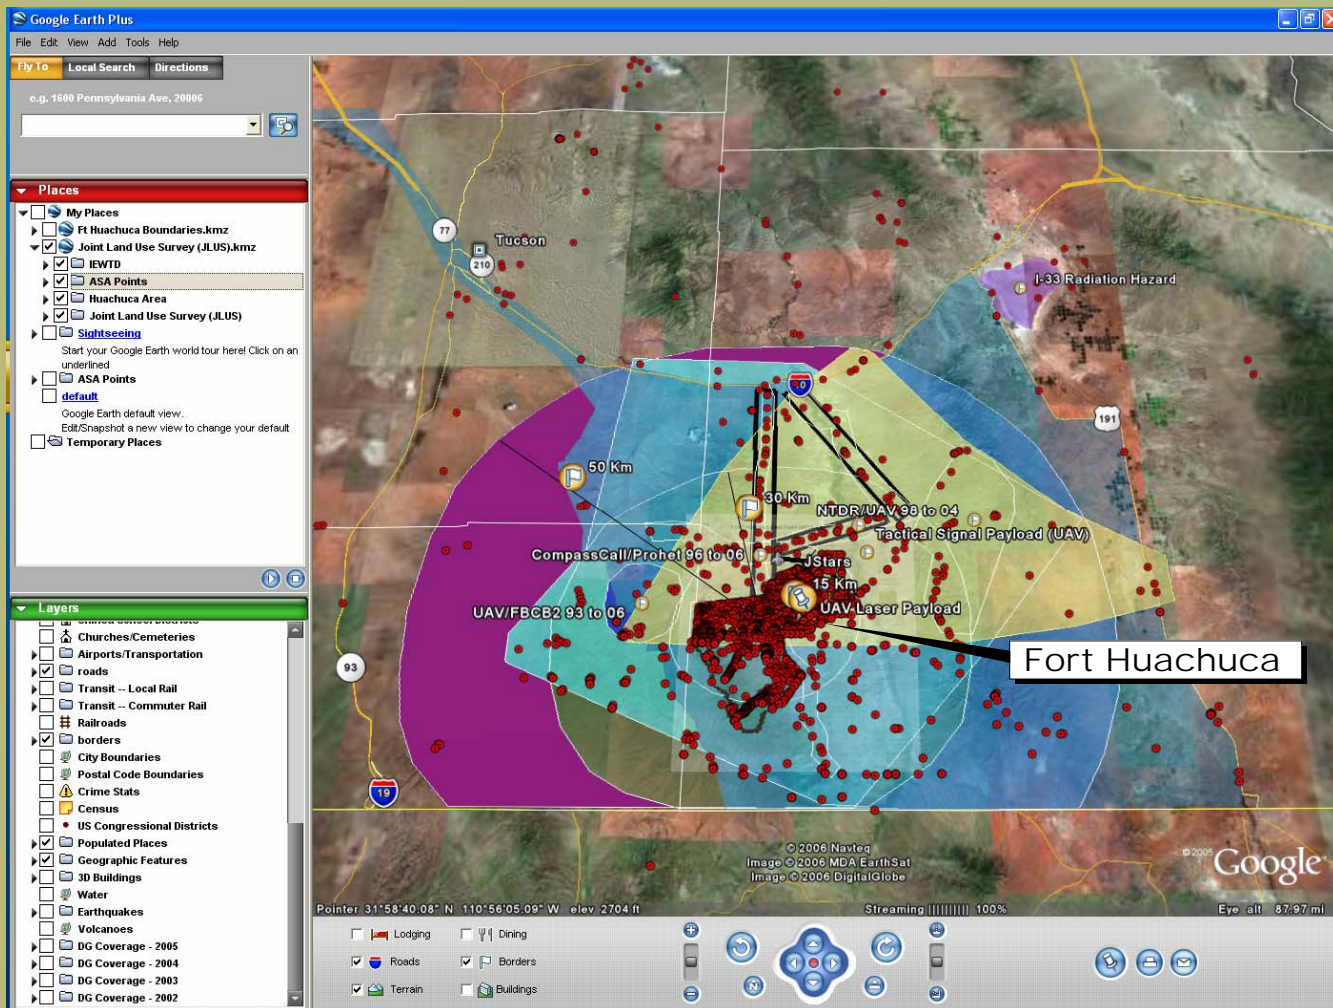 Google Earth Plus
File Edit View Add Tools Help
Fly To Local Search Directions
e.g. 1600 Pennsylvania Ave, 20006
Places
My Places
Ft Huachuca Boundaries.kmz
Joint Land Use Survey (JLUS).kmz
IEWTD
ASA Points
Huachuca Area
Joint Land Use Survey (JLUS)
Sightseeing
Start your Google Earth world tour here! Click on an
underlined
ASA Points
default
Google Earth default view.
Edit/Snapshot a new view to change your default
Temporary Places
Layers
Churches/Cemeteries
Airports/Transportation
roads
Transit -- Local Rail
Transit -- Commuter Rail
Railroads
borders
City Boundaries
Postal Code Boundaries
Crime Stats
Census
US Congressional Districts
Populated Places
Geographic Features
3D Buildings
Water
Earthquakes
Volcanoes
DG Coverage - 2005
DG Coverage - 2004
DG Coverage - 2003
DG Coverage - 2002
77
Tucson
210
I-33 Radiation Hazard
10
191
50 Km
30 Km
NTDR/UAV 98 to 04
Tactical Signal Payload (UAV)
CompassCall/Prohet 96 to 06
JStars
15 Km
UAV/FBCB2 93 to 06
UAV Laser Payload
Fort Huachuca
93
19
© 2006 Navteq
Image © 2006 MDA EarthSat
Image © 2006 DigitalGlobe
© 2005 Google
Pointer 31°58'40.08" N 110°56'05.09" W elev 2704 ft Streaming |||||||||| 100% Eye alt 87.97 mi
Lodging Dining
Roads Borders
Terrain Buildings
N